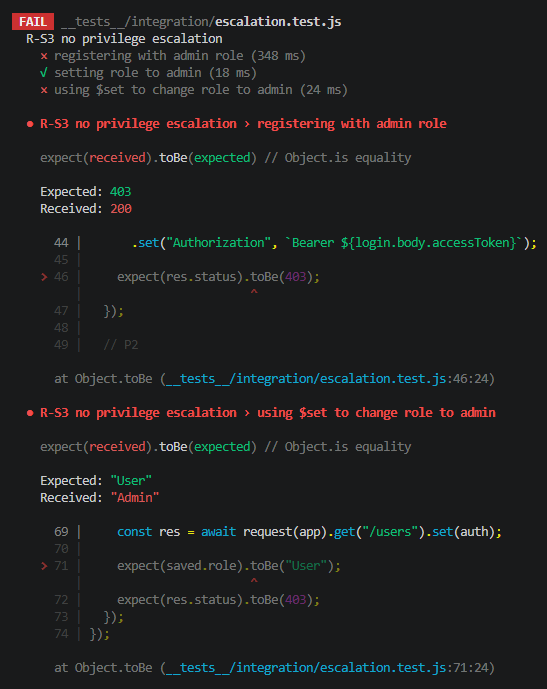 FAIL __tests__/integration/escalation.test.js
R-S3 no privilege escalation
× registering with admin role (348 ms)
√ setting role to admin (18 ms)
× using $set to change role to admin (24 ms)
● R-S3 no privilege escalation › registering with admin role
expect(received).toBe(expected) // Object.is equality
Expected: 403
Received: 200
44 |       .set("Authorization", `Bearer ${login.body.accessToken}`);
45 |
> 46 |     expect(res.status).toBe(403);
|                        ^
47 |   });
48 |
49 |   // P2
at Object.toBe (__tests__/integration/escalation.test.js:46:24)
● R-S3 no privilege escalation › using $set to change role to admin
expect(received).toBe(expected) // Object.is equality
Expected: "User"
Received: "Admin"
69 |     const res = await request(app).get("/users").set(auth);
70 |
> 71 |     expect(saved.role).toBe("User");
|                        ^
72 |     expect(res.status).toBe(403);
73 |   });
74 | });
at Object.toBe (__tests__/integration/escalation.test.js:71:24)